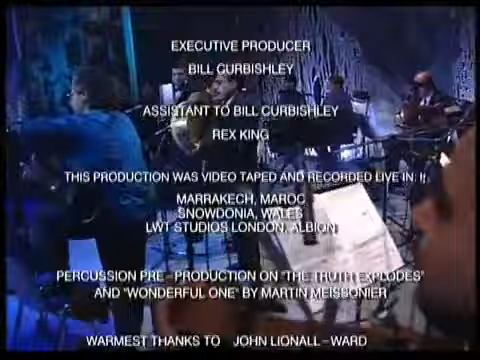 EXECUTIVE PRODUCER
BILL CURBISHLEY
ASSISTANT TO BILL CURBISHLEY
REX KING
THIS PRODUCTION WAS VIDEO TAPED AND RECORDED LIVE IN:
MARRAKECH, MAROC
SNOWDONIA, WALES
LWT STUDIOS LONDON, ALBION
PERCUSSION PRE-PRODUCTION ON "THE TRUTH EXPLODES"
AND "WONDERFUL ONE" BY MARTIN MEISSONIER
WARMEST THANKS TO JOHN LIONALL-WARD